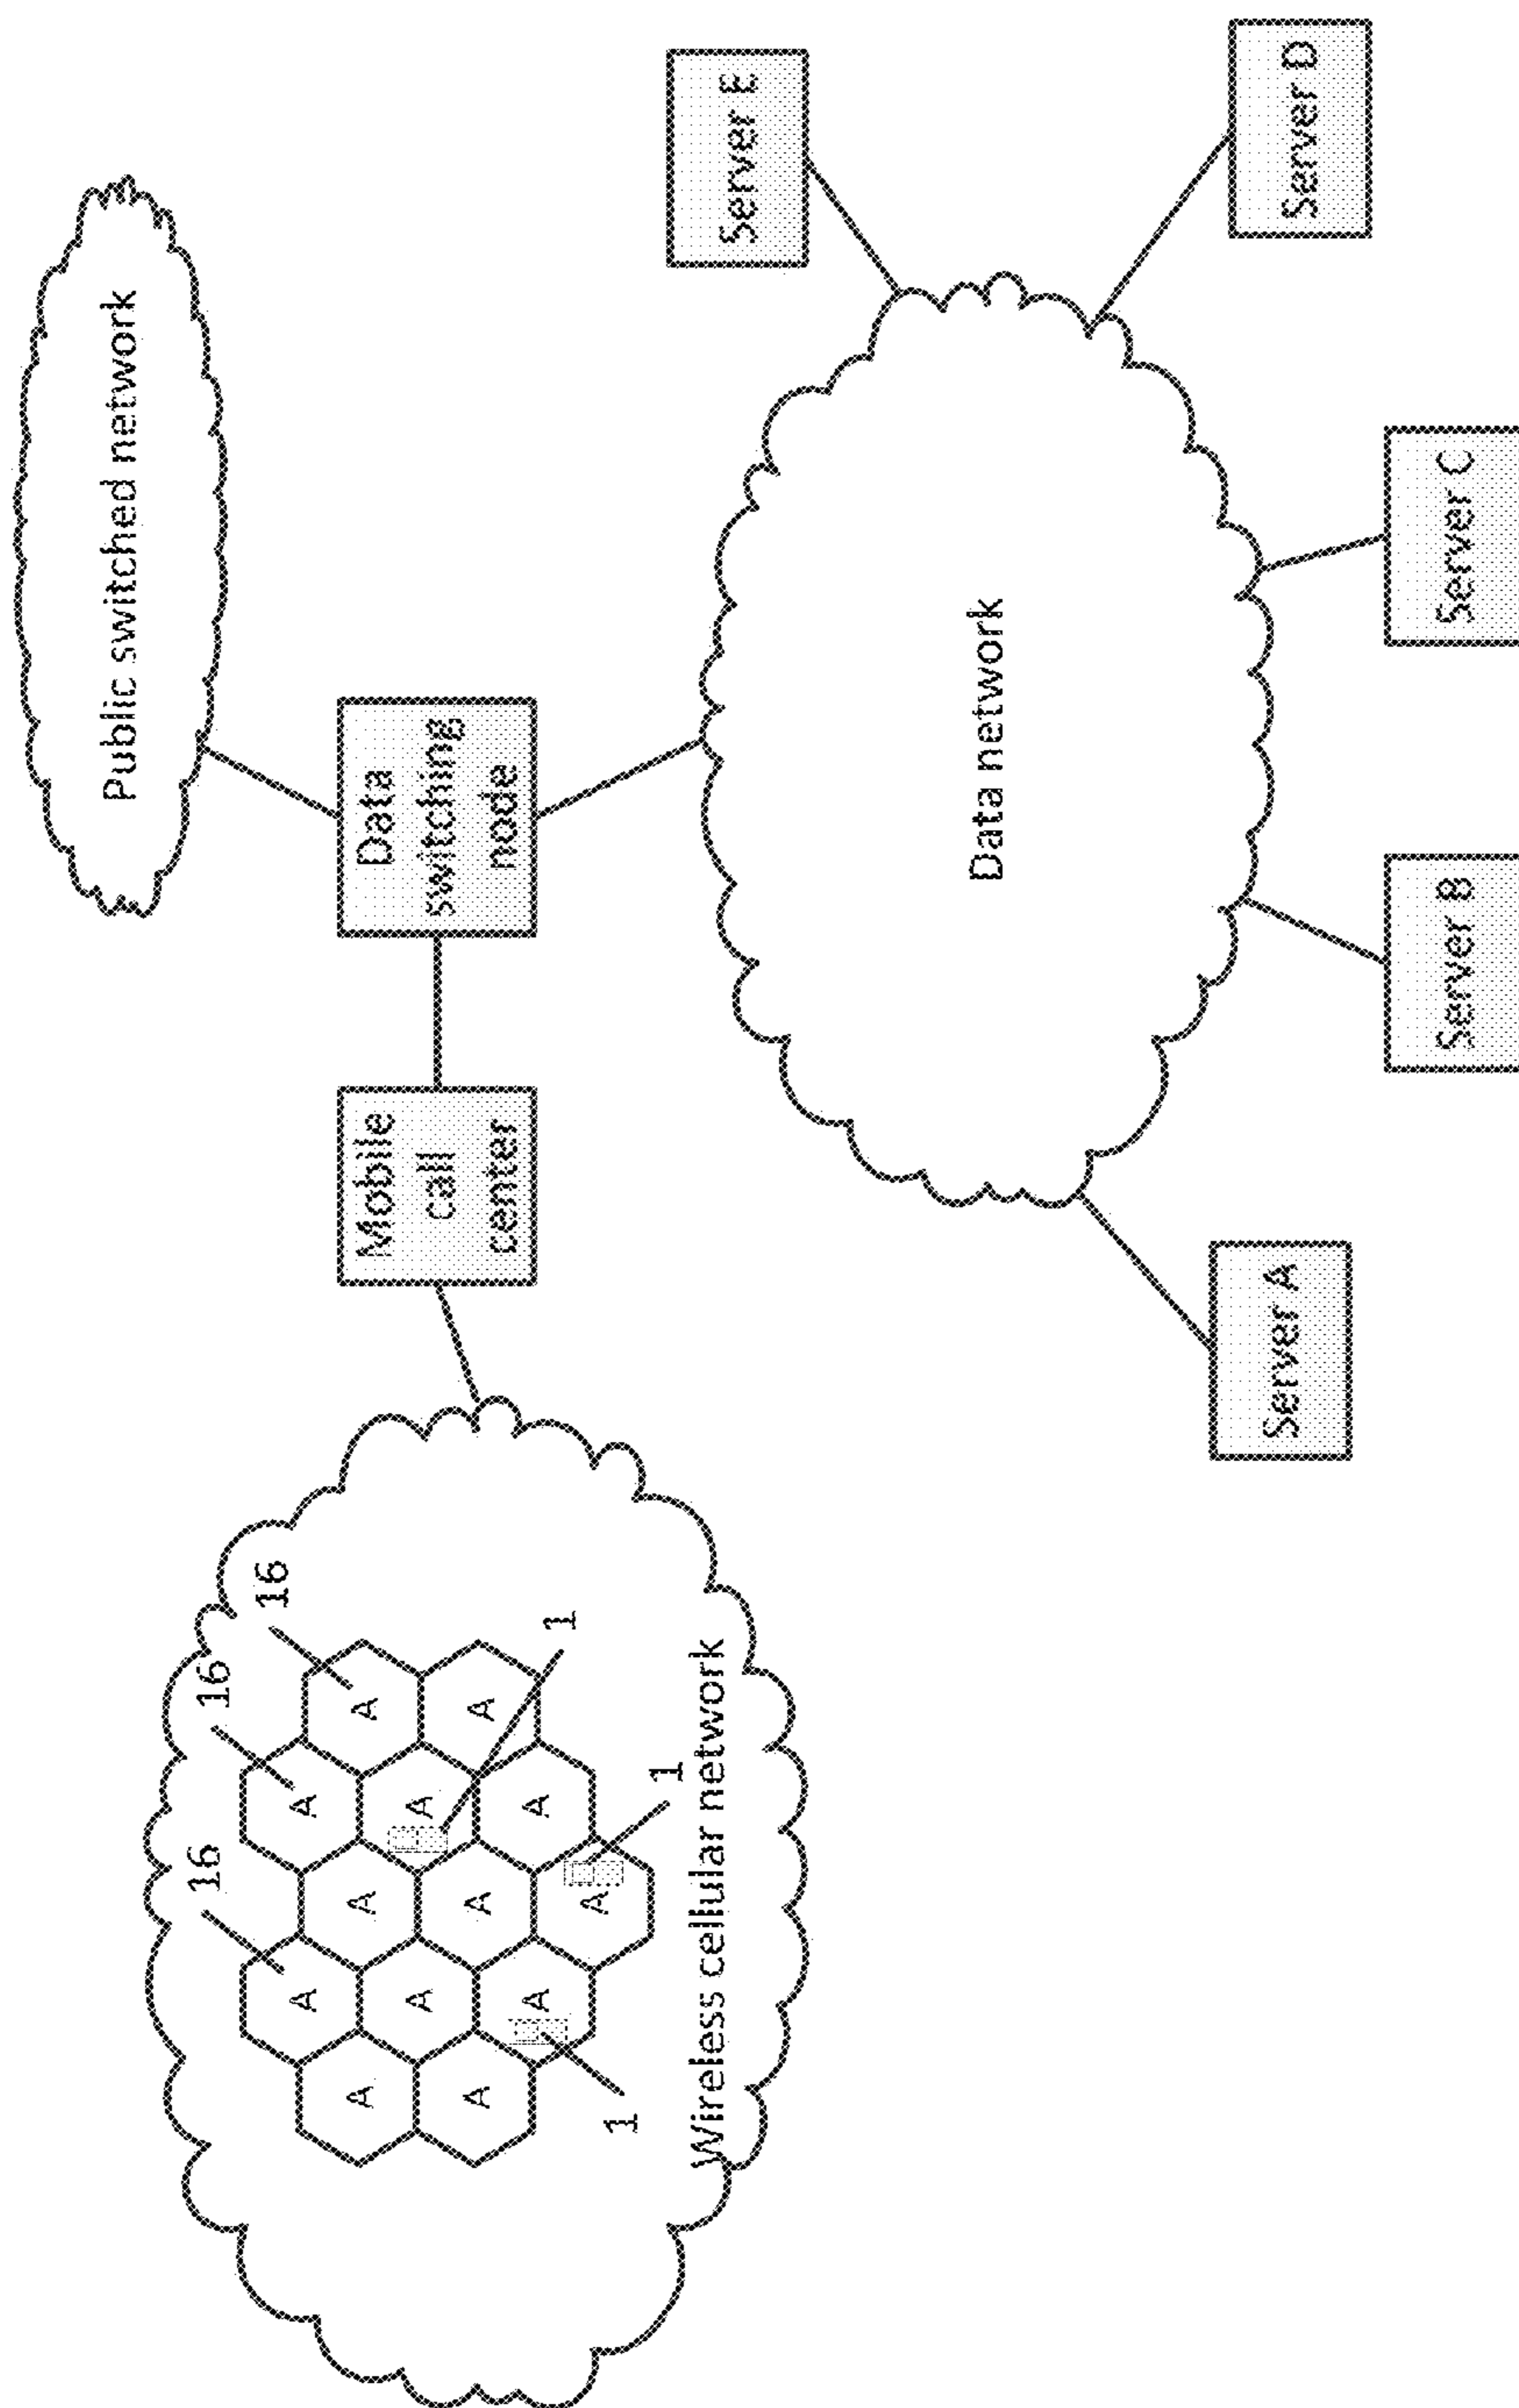 Public switched network
16
16
16
A A
A A A
A A
A A A
A A
A
1
1
1
Wireless cellular network
Mobile
call
center
Data
switching
node
Data network
Server E
Server A
Server B
Server C
Server D